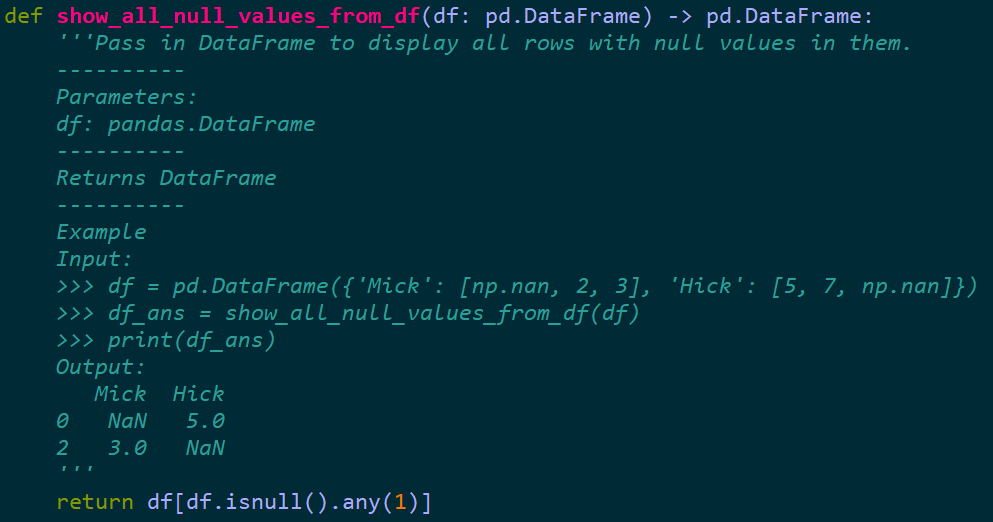 def show_all_null_values_from_df(df: pd.DataFrame) -> pd.DataFrame:
    '''Pass in DataFrame to display all rows with null values in them.
    ----------
    Parameters:
    df: pandas.DataFrame
    ----------
    Returns DataFrame
    ----------
    Example
    Input:
    >>> df = pd.DataFrame({'Mick': [np.nan, 2, 3], 'Hick': [5, 7, np.nan]})
    >>> df_ans = show_all_null_values_from_df(df)
    >>> print(df_ans)
    Output:
       Mick  Hick
    0   NaN   5.0
    2   3.0   NaN
    '''
    return df[df.isnull().any(1)]